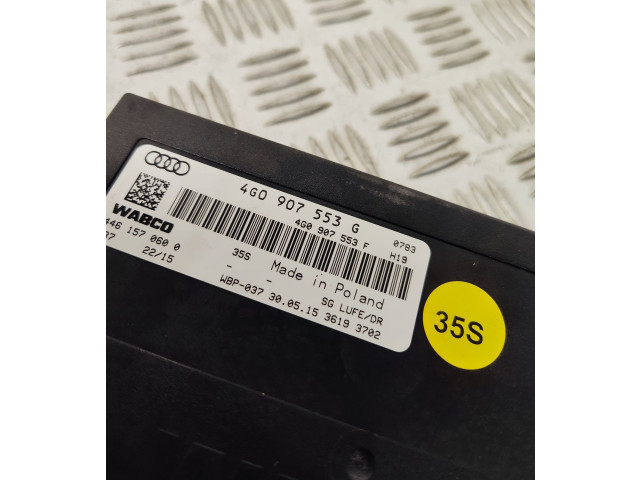 4G0 907 553 G
4G0 907 553 F 0783
WABCO H19
446 157 060 0 35S Made in Poland
37 22/15 - - SG LUFE/DR
WBP-037 30.05.15 3619 3702
35S